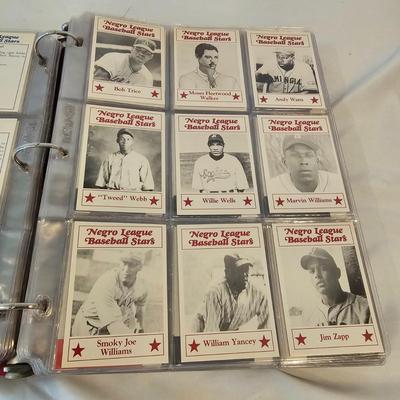 Negro League
Baseball Stars
Bob Trice
Negro League
Baseball Stars
Moses Fleetwood
Walker
Negro League
Baseball Stars
Andy Watts
Negro League
Baseball Stars
"Tweed" Webb
Negro League
Baseball Stars
Willie Wells
Negro League
Baseball Stars
Marvin Williams
Negro League
Baseball Stars
Smoky Joe
Williams
Negro League
Baseball Stars
William Yancey
Negro League
Baseball Stars
Jim Zapp